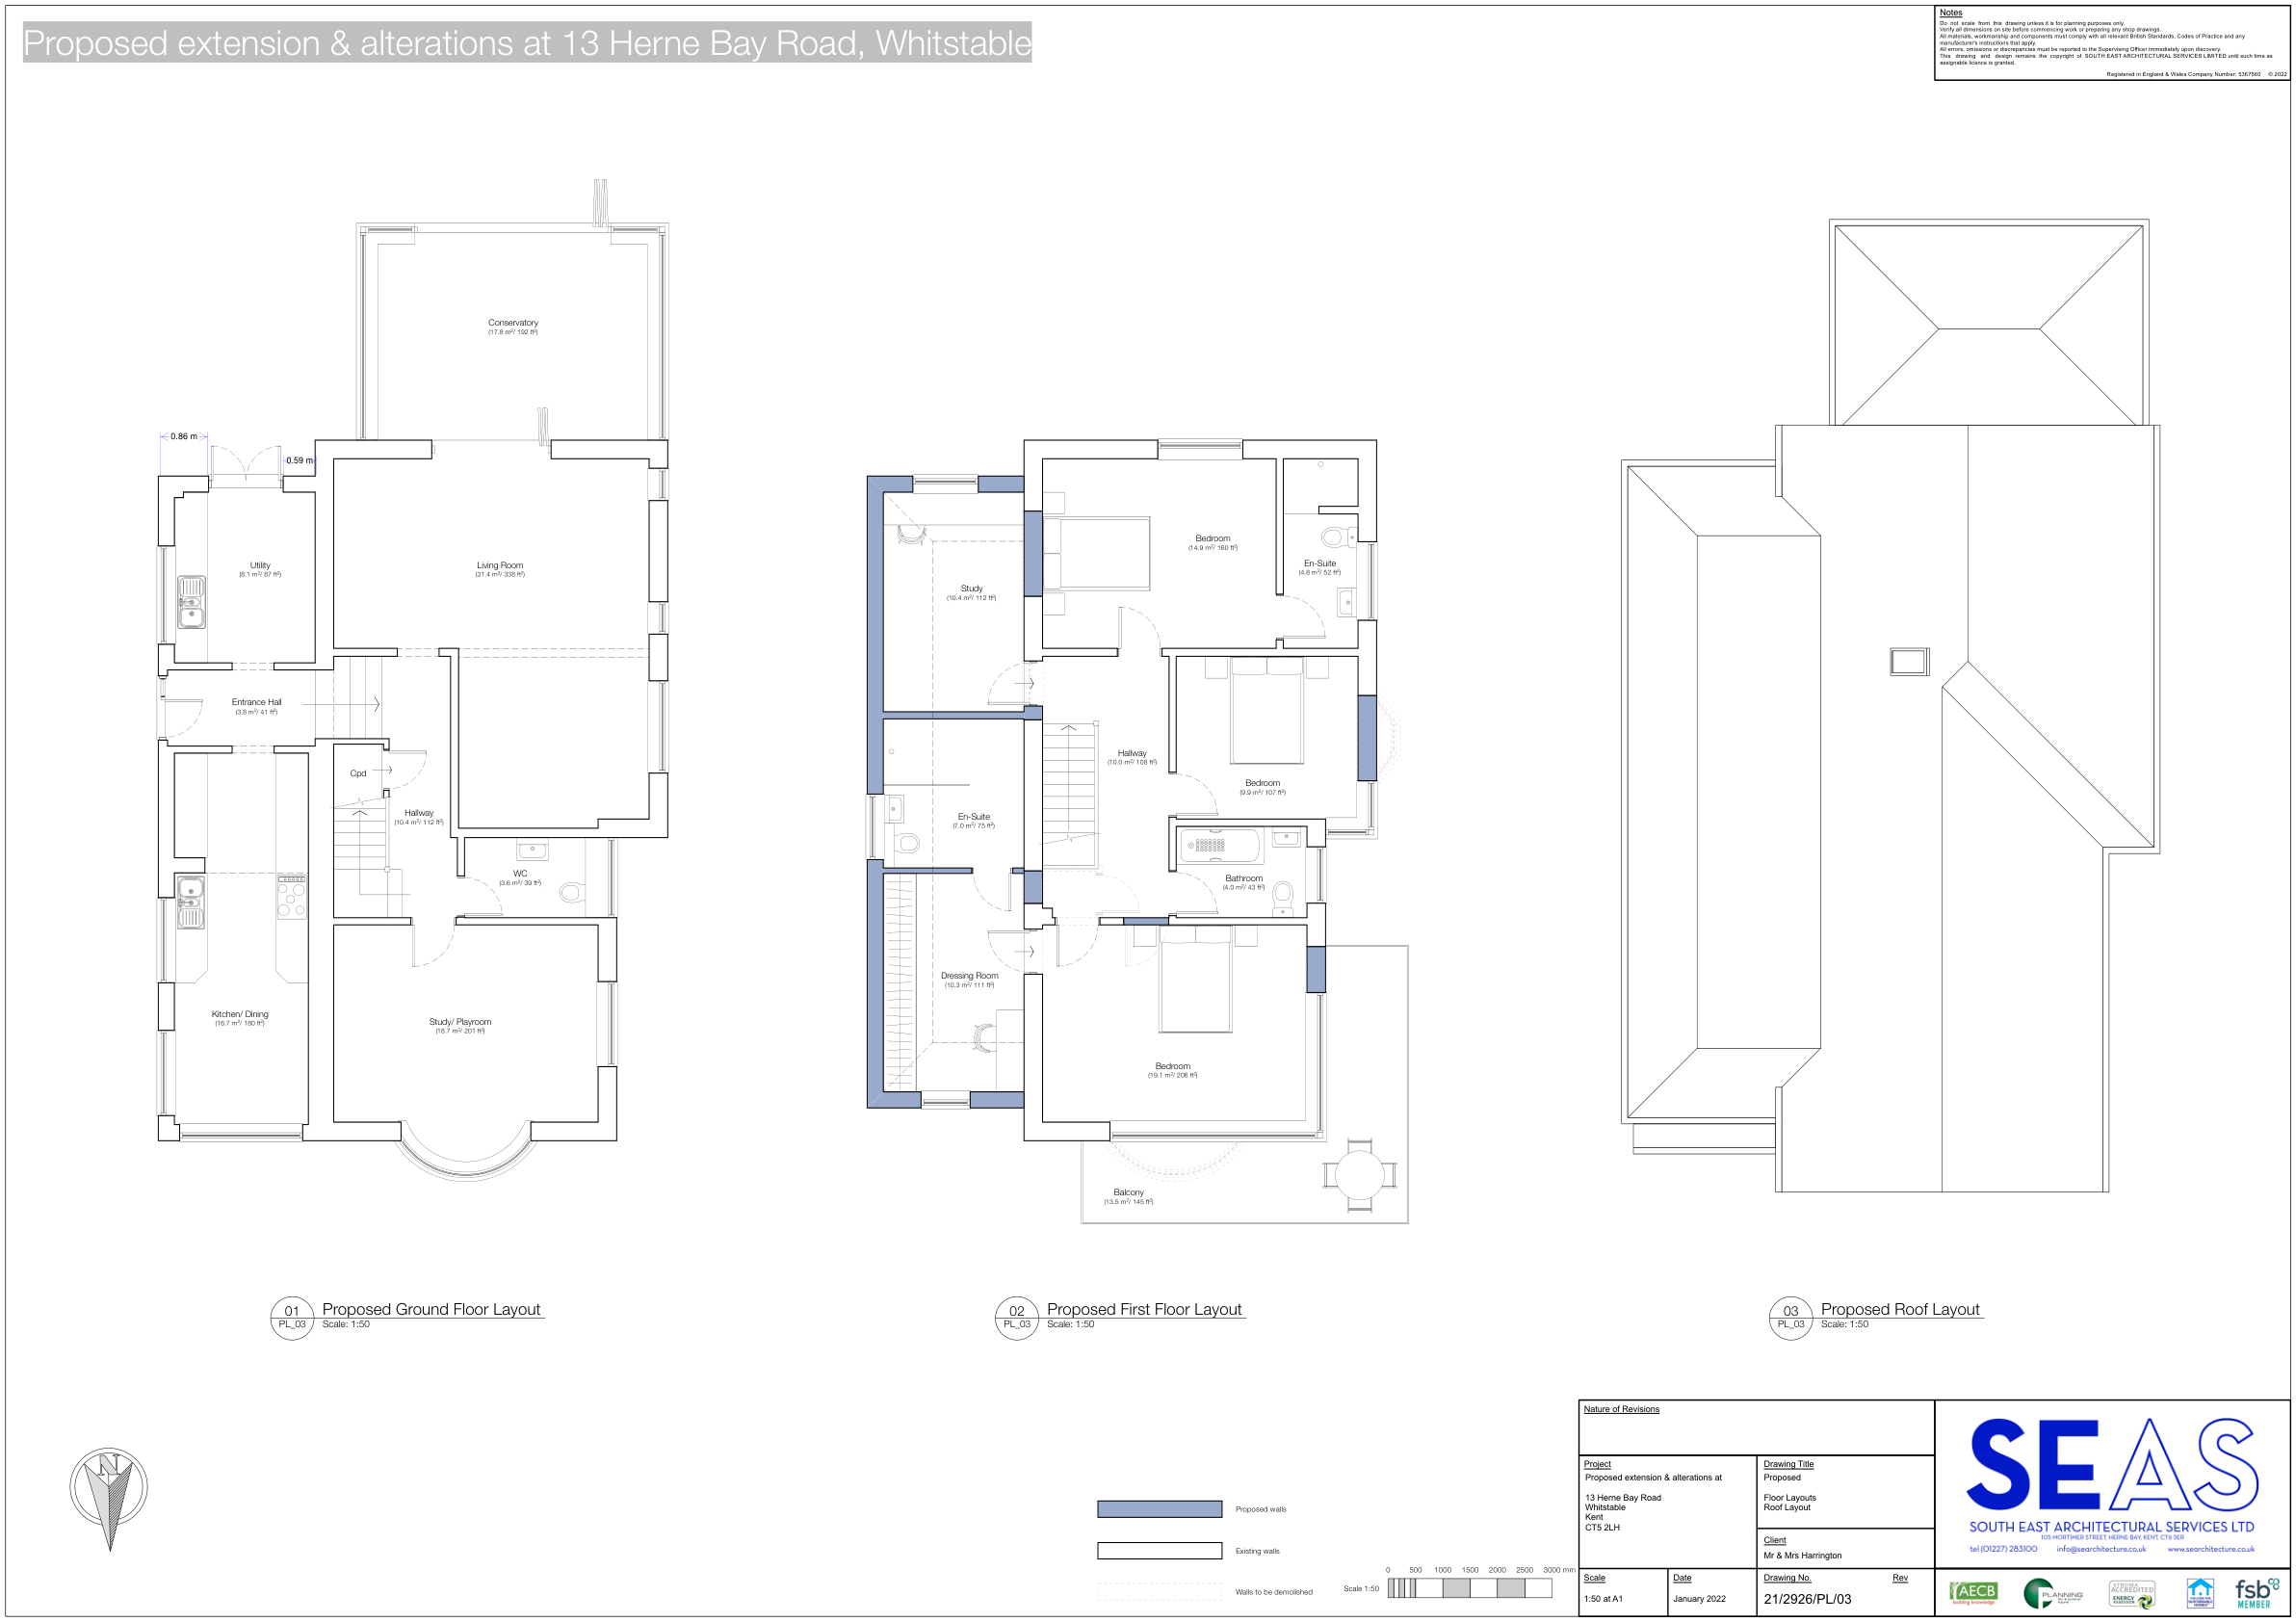 Proposed extension & alterations at 13 Herne Bay Road, Whitstable
Notes
Do not scale from this drawing unless it is for planning purposes only.
Verify all dimensions on site before commencing work or preparing any shop drawings.
All materials, workmanship and components must comply with all relevant British Standards, Codes of Practice and any
manufacturer's instructions that apply.
All errors, omissions or discrepancies must be reported to the Supervising Officer immediately upon discovery.
This drawing and design remains the copyright of SOUTH EAST ARCHITECTURAL SERVICES LIMITED until such time as
assignable licence is granted.
Registered in England & Wales Company Number: 5367560 © 2022
Conservatory
(17.8 m²/ 192 ft²)
0.86 m
0.59 m
Utility
(8.1 m²/ 87 ft²)
Living Room
(31.4 m²/ 338 ft²)
Entrance Hall
(3.8 m²/ 41 ft²)
Cpd
Hallway
(10.4 m²/ 112 ft²)
WC
(3.6 m²/ 39 ft²)
Kitchen/ Dining
(16.7 m²/ 180 ft²)
Study/ Playroom
(18.7 m²/ 201 ft²)
Bedroom
(14.9 m²/ 160 ft²)
En-Suite
(4.8 m²/ 52 ft²)
Study
(10.4 m²/ 112 ft²)
Hallway
(10.0 m²/ 108 ft²)
Bedroom
(9.9 m²/ 107 ft²)
En-Suite
(7.0 m²/ 75 ft²)
Bathroom
(4.0 m²/ 43 ft²)
Dressing Room
(10.3 m²/ 111 ft²)
Bedroom
(19.1 m²/ 206 ft²)
Balcony
(13.5 m²/ 145 ft²)
01
PL_03
Proposed Ground Floor Layout
Scale: 1:50
02
PL_03
Proposed First Floor Layout
Scale: 1:50
03
PL_03
Proposed Roof Layout
Scale: 1:50
N
Proposed walls
Existing walls
Walls to be demolished
Scale 1:50
0 500 1000 1500 2000 2500 3000 mm
Nature of Revisions
Project
Proposed extension & alterations at
13 Herne Bay Road
Whitstable
Kent
CT5 2LH
Drawing Title
Proposed
Floor Layouts
Roof Layout
Client
Mr & Mrs Harrington
Scale
1:50 at A1
Date
January 2022
Drawing No.
21/2926/PL/03
Rev
SEAS
SOUTH EAST ARCHITECTURAL SERVICES LTD
105 MORTIMER STREET, HERNE BAY, KENT, CT6 5ER
tel (01227) 283100 info@searchitecture.co.uk www.searchitecture.co.uk
AECB
building knowledge
PLANNING
STROMA
ACCREDITED
ENERGY
ASSESSOR
fsb
MEMBER